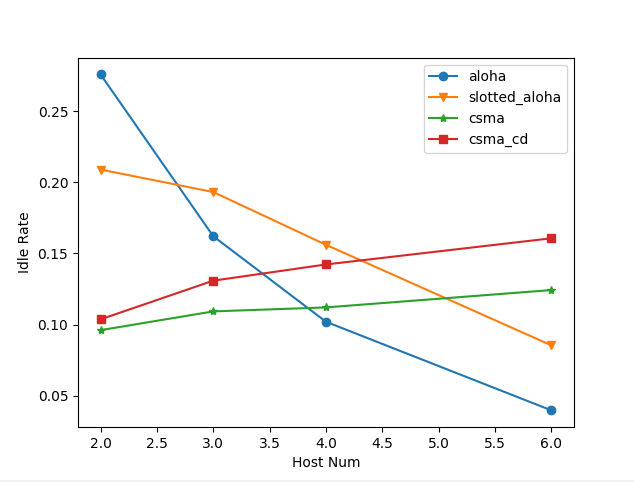 aloha
slotted_aloha
csma
csma_cd
Idle Rate
0.25
0.20
0.15
0.10
0.05
2.0 2.5 3.0 3.5 4.0 4.5 5.0 5.5 6.0
Host Num